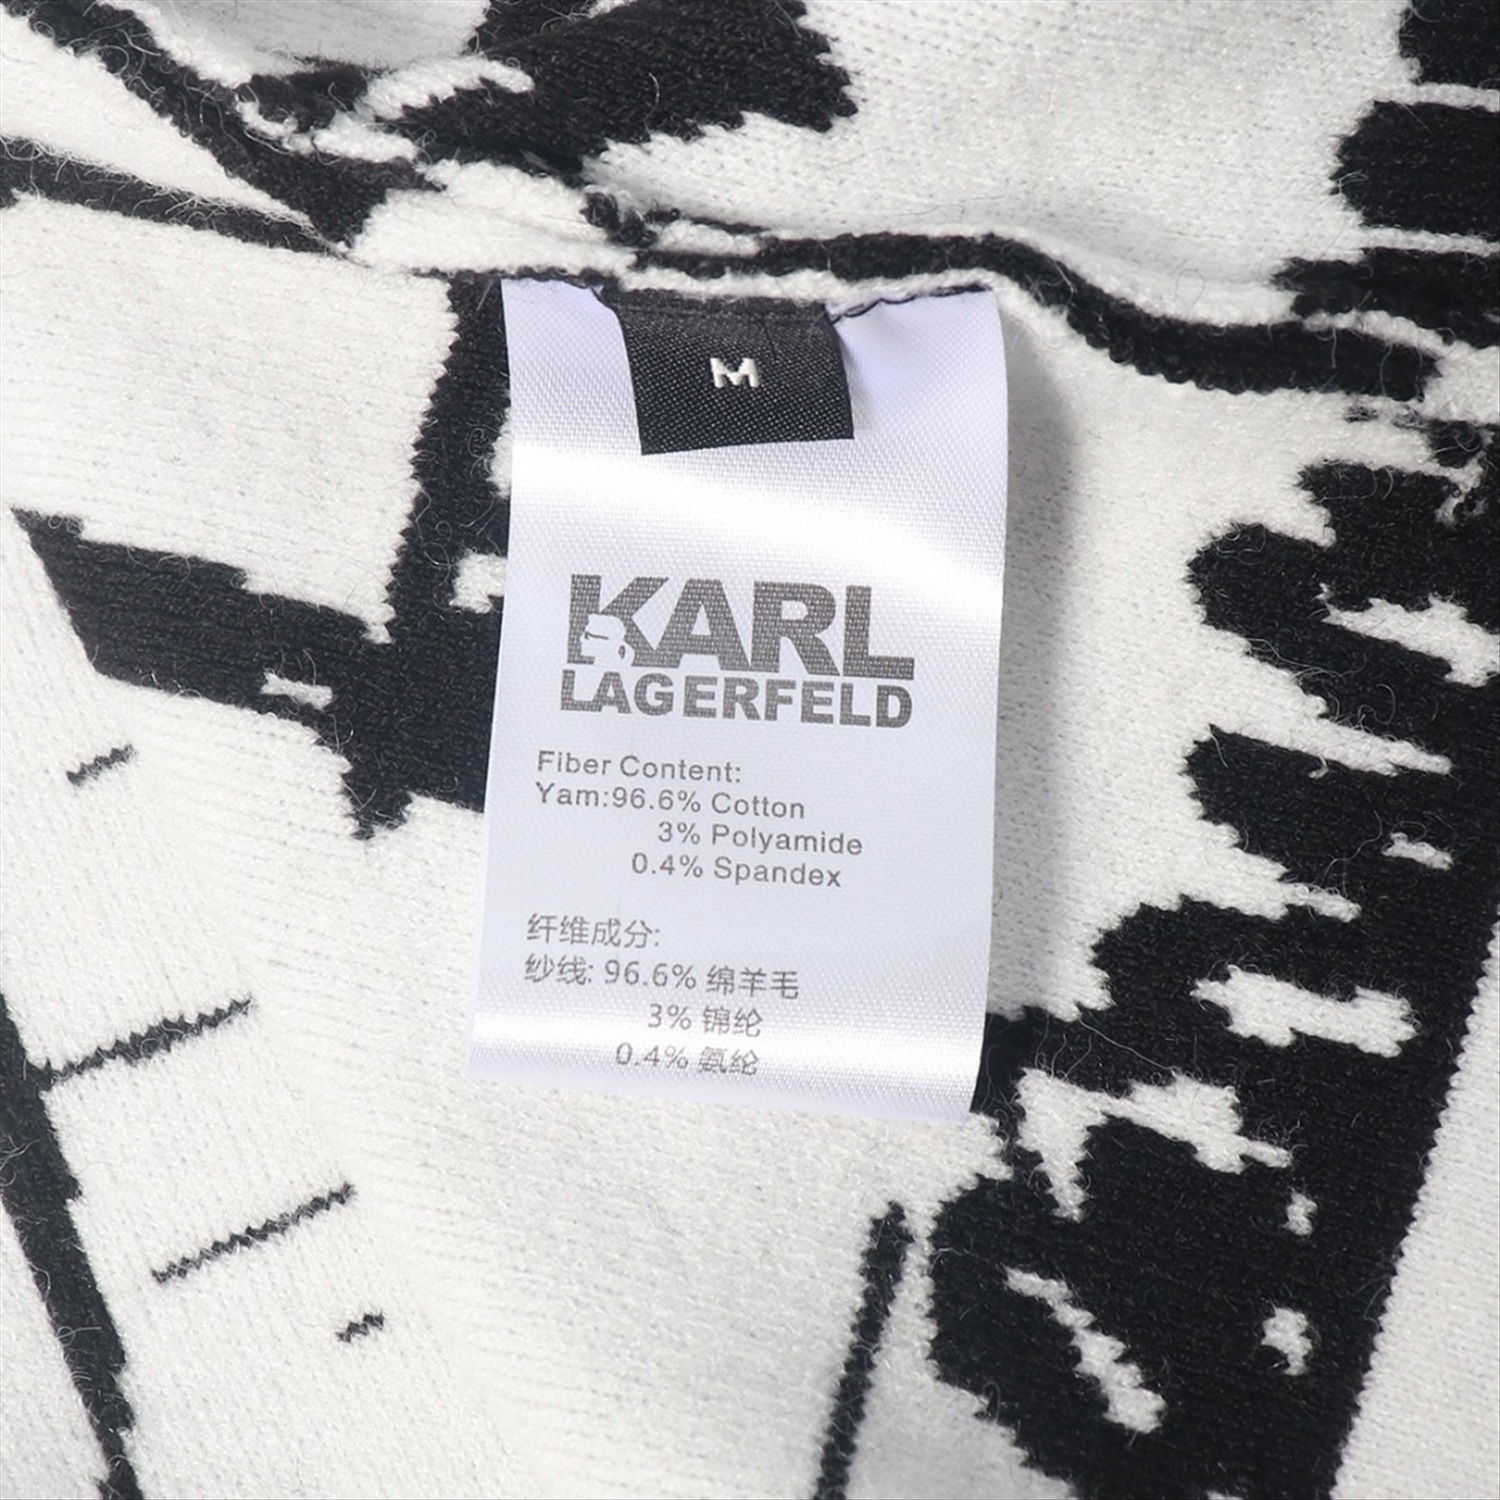 M
KARL
LAGERFELD
Fiber Content:
Yam:96.6% Cotton
3% Polyamide
0.4% Spandex
纤维成分:
纱线: 96.6% 绵羊毛
3% 锦纶
0.4% 氨纶